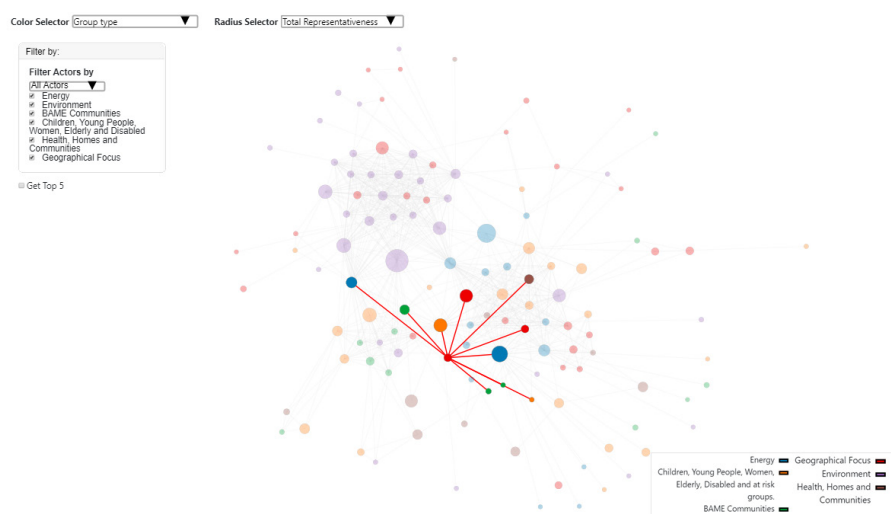 Color Selector Group type Radius Selector Total Representativeness
Filter by:
Filter Actors by
All Actors
Energy
Environment
BAME Communities
Children, Young People,
Women, Elderly and Disabled
Health, Homes and
Communities
Geographical Focus
Get Top 5
Energy
Children, Young People, Women,
Elderly, Disabled and at risk
groups.
BAME Communities
Geographical Focus
Environment
Health, Homes and
Communities